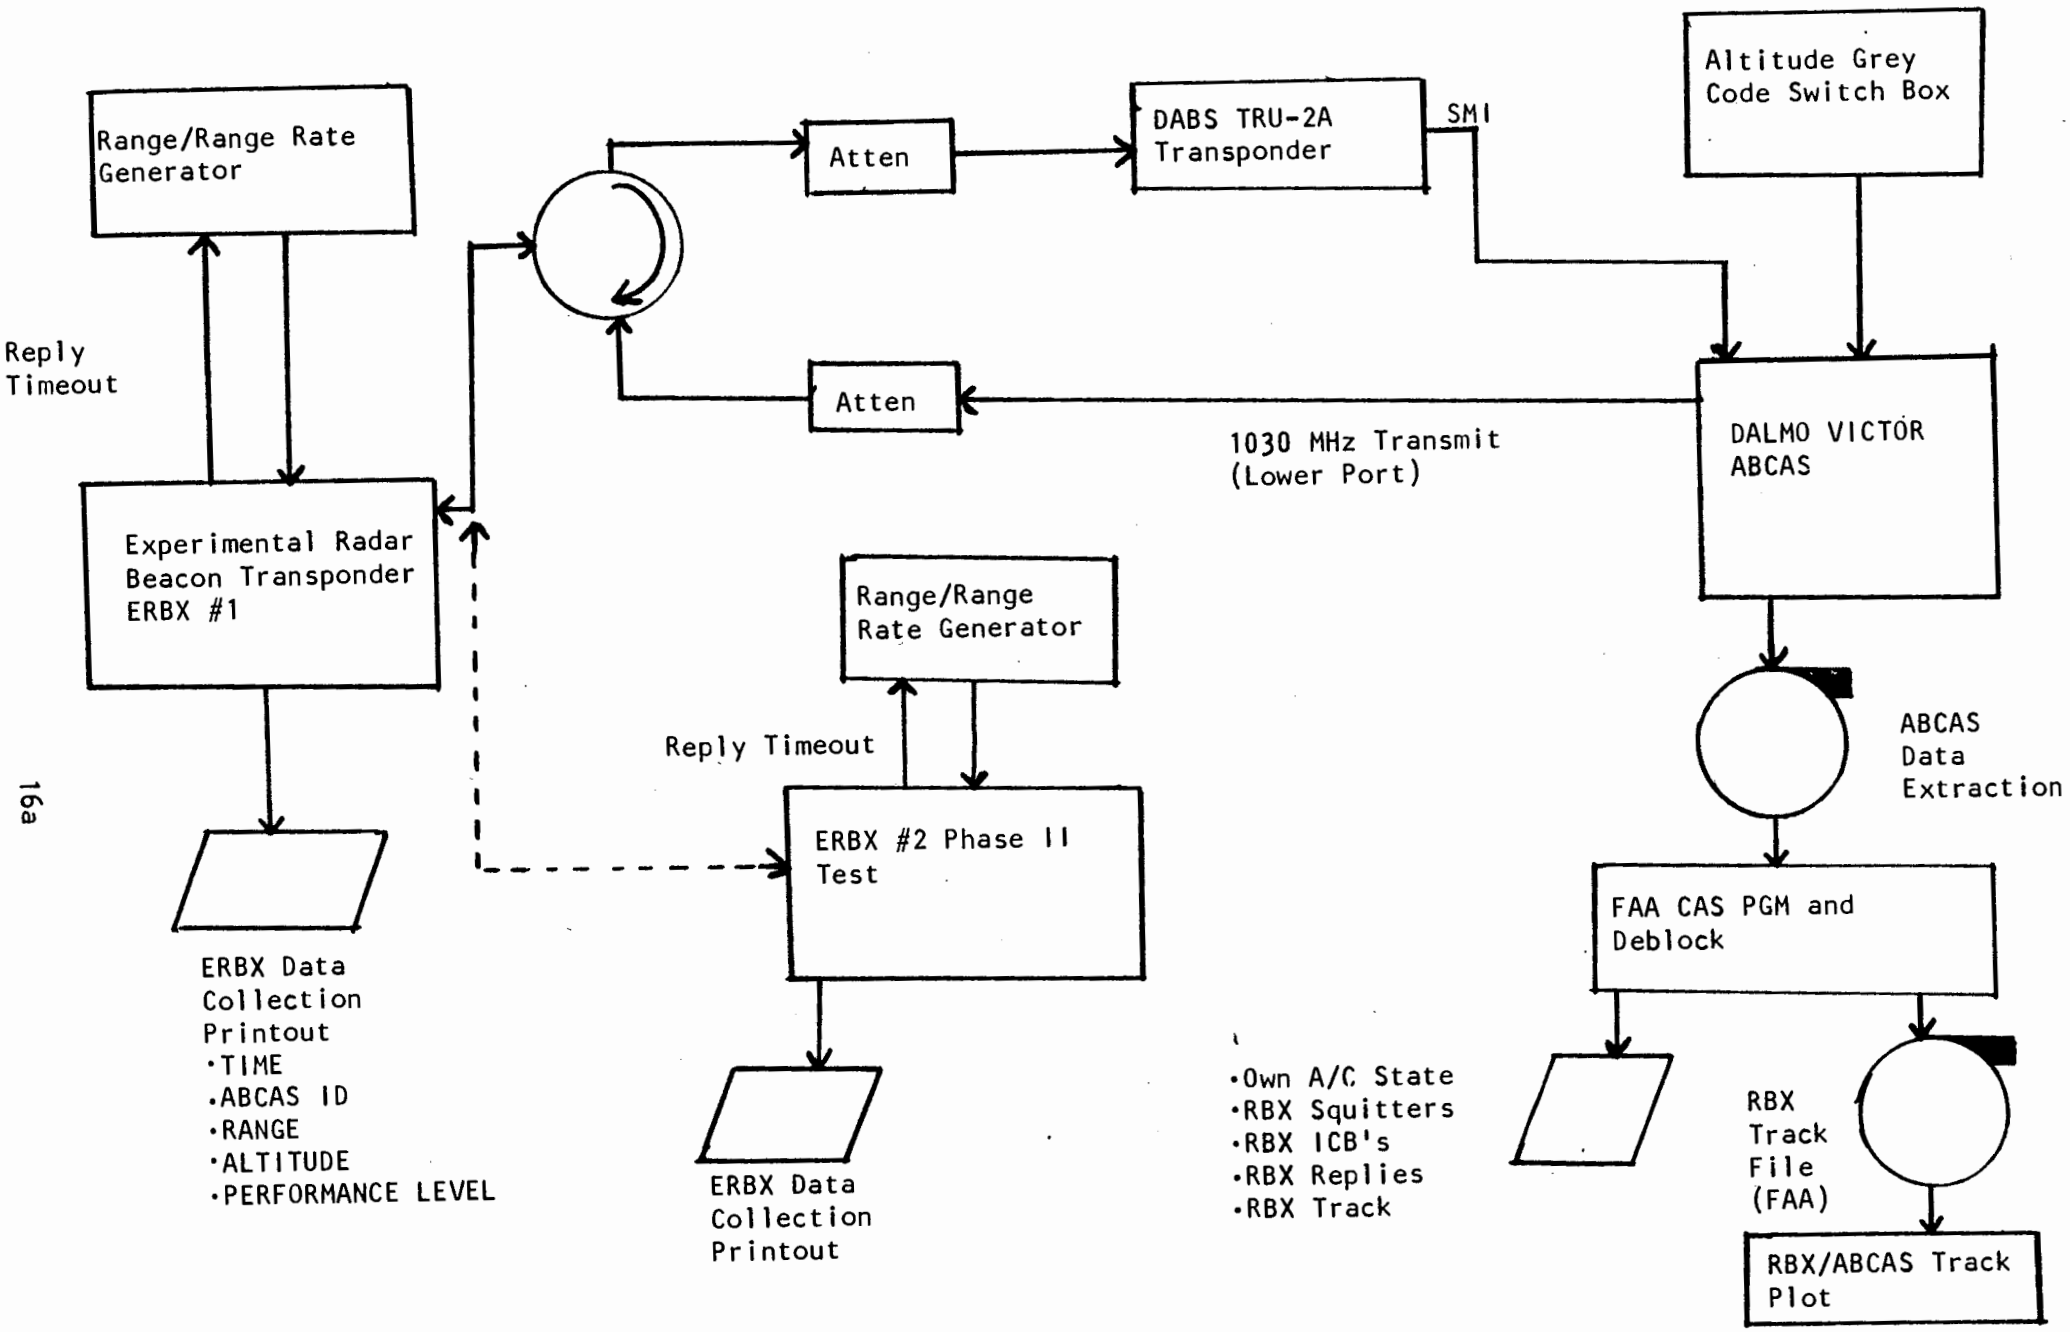 Range/Range Rate
Generator
Reply
Timeout
Experimental Radar
Beacon Transponder
ERBX #1
ERBX Data
Collection
Printout
•TIME
•ABCAS ID
•RANGE
•ALTITUDE
•PERFORMANCE LEVEL
Atten
DABS TRU-2A
Transponder
SMI
Altitude Grey
Code Switch Box
Atten
1030 MHz Transmit
(Lower Port)
DALMO VICTOR
ABCAS
Range/Range
Rate Generator
Reply Timeout
ERBX #2 Phase II
Test
ERBX Data
Collection
Printout
ABCAS
Data
Extraction
FAA CAS PGM and
Deblock
•Own A/C State
•RBX Squitters
•RBX ICB's
•RBX Replies
•RBX Track
RBX
Track
File
(FAA)
RBX/ABCAS Track
Plot
16a